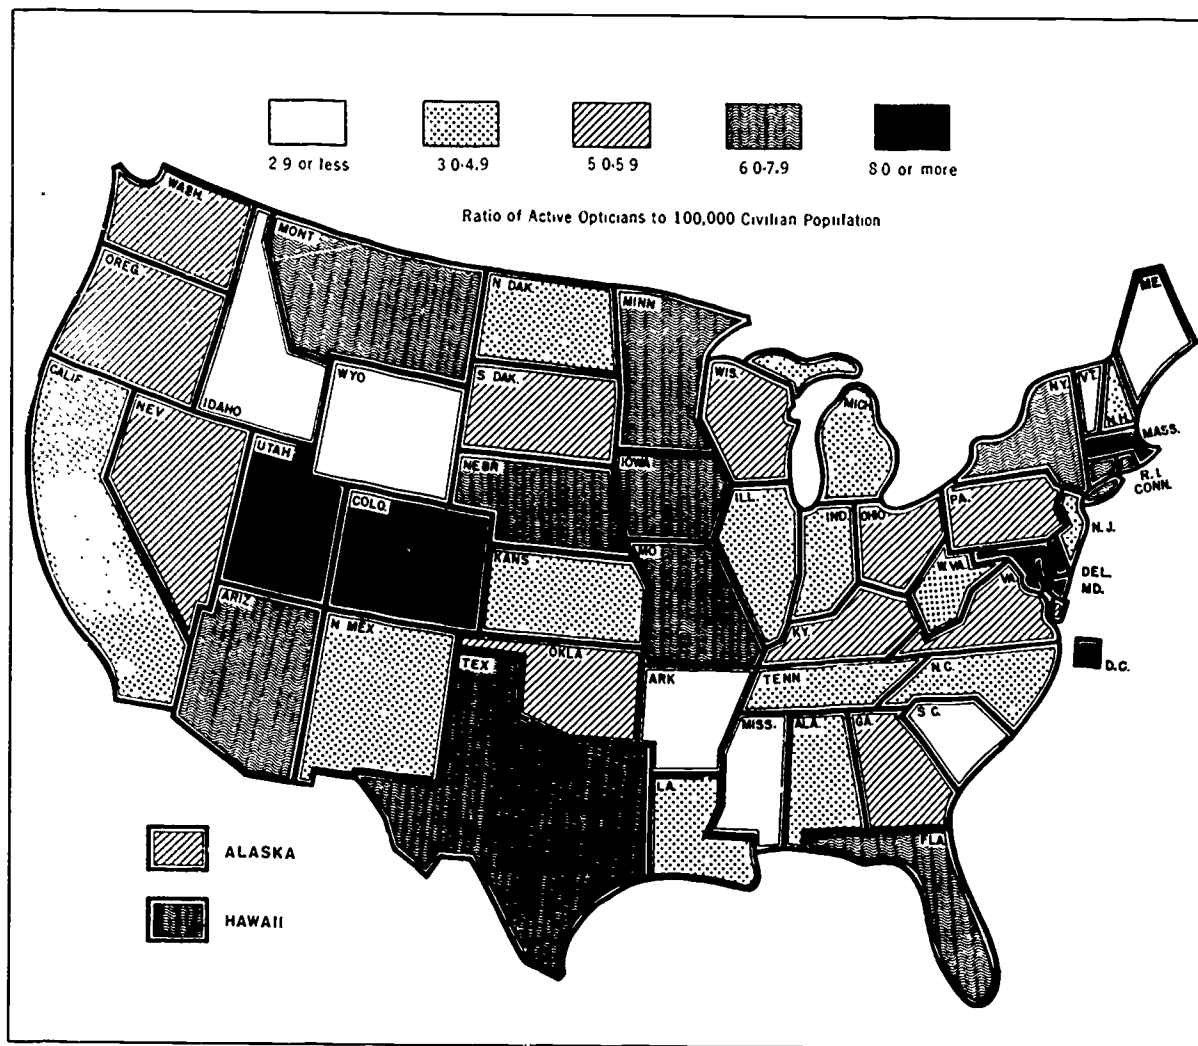 2 9 or less
3 0-4.9
5 0-5 9
6 0-7.9
8 0 or more
Ratio of Active Opticians to 100,000 Civilian Population
WASH.
MONT
OREG.
N DAK.
MINN
ME.
CALIF
IDAHO
WYO
S DAK.
WIS.
MICH
N.Y.
VT.
N.H.
MASS.
NEV
UTAH
NEBR
IOWA
R.I.
CONN.
COLO.
ILL.
IND.
OHIO
PA.
N.J.
KANS
MO
W.VA.
VA.
DEL.
MD.
ARIZ.
N MEX
KY.
D.C.
TEX.
OKLA
ARK
TENN
N.C.
MISS.
ALA.
GA.
S C.
LA.
FLA
ALASKA
HAWAII